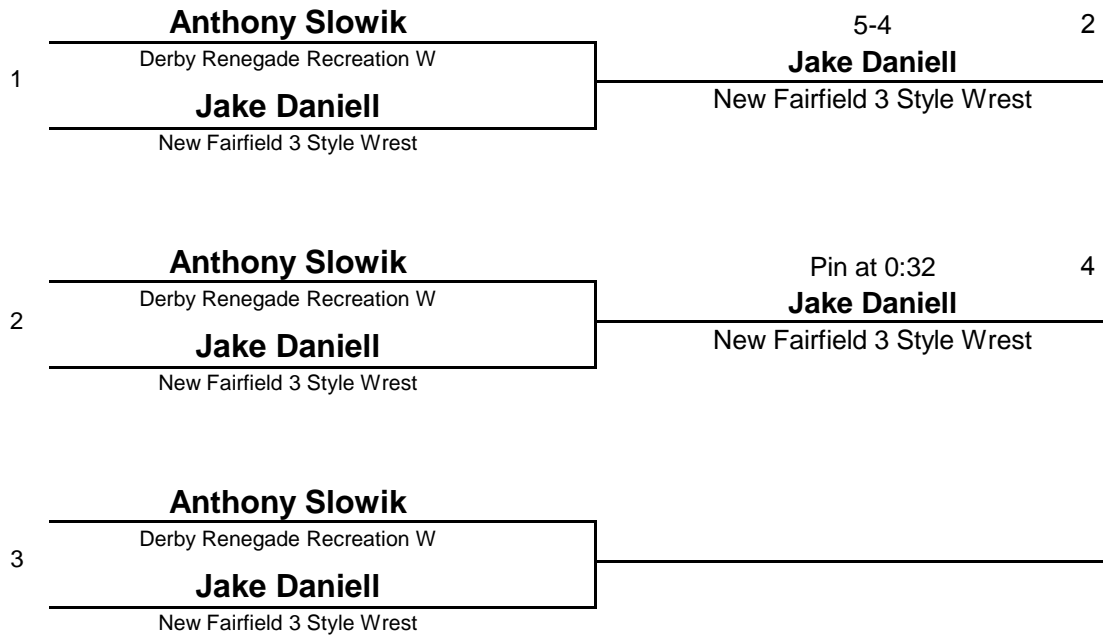 Anthony Slowik
Derby Renegade Recreation W
1
Jake Daniell
New Fairfield 3 Style Wrest
5-4 2
Jake Daniell
New Fairfield 3 Style Wrest
Anthony Slowik
Derby Renegade Recreation W
2
Jake Daniell
New Fairfield 3 Style Wrest
Pin at 0:32 4
Jake Daniell
New Fairfield 3 Style Wrest
Anthony Slowik
Derby Renegade Recreation W
3
Jake Daniell
New Fairfield 3 Style Wrest